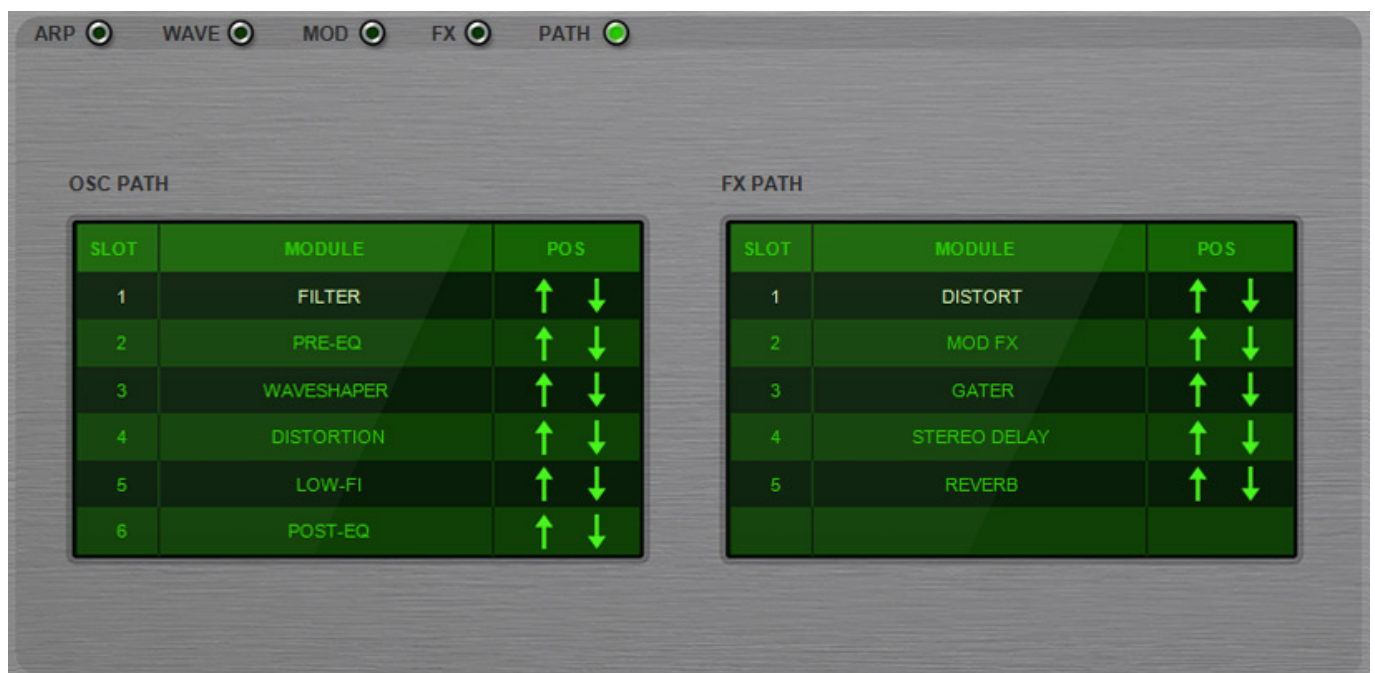 ARP WAVE MOD FX PATH
OSC PATH
SLOT MODULE POS
1 FILTER
2 PRE-EQ
3 WAVESHAPER
4 DISTORTION
5 LOW-FI
6 POST-EQ
FX PATH
SLOT MODULE POS
1 DISTORT
2 MOD FX
3 GATER
4 STEREO DELAY
5 REVERB